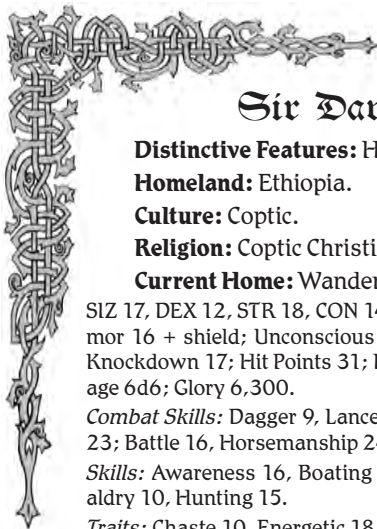 Sir Dar
Distinctive Features: H
Homeland: Ethiopia.
Culture: Coptic.
Religion: Coptic Christi
Current Home: Wander
SIZ 17, DEX 12, STR 18, CON 14
mor 16 + shield; Unconscious
Knockdown 17; Hit Points 31;
age 6d6; Glory 6,300.
Combat Skills: Dagger 9, Lance
23; Battle 16, Horsemanship 2
Skills: Awareness 16, Boating
aldry 10, Hunting 15.
Traits: Chaste 10, Energetic 18